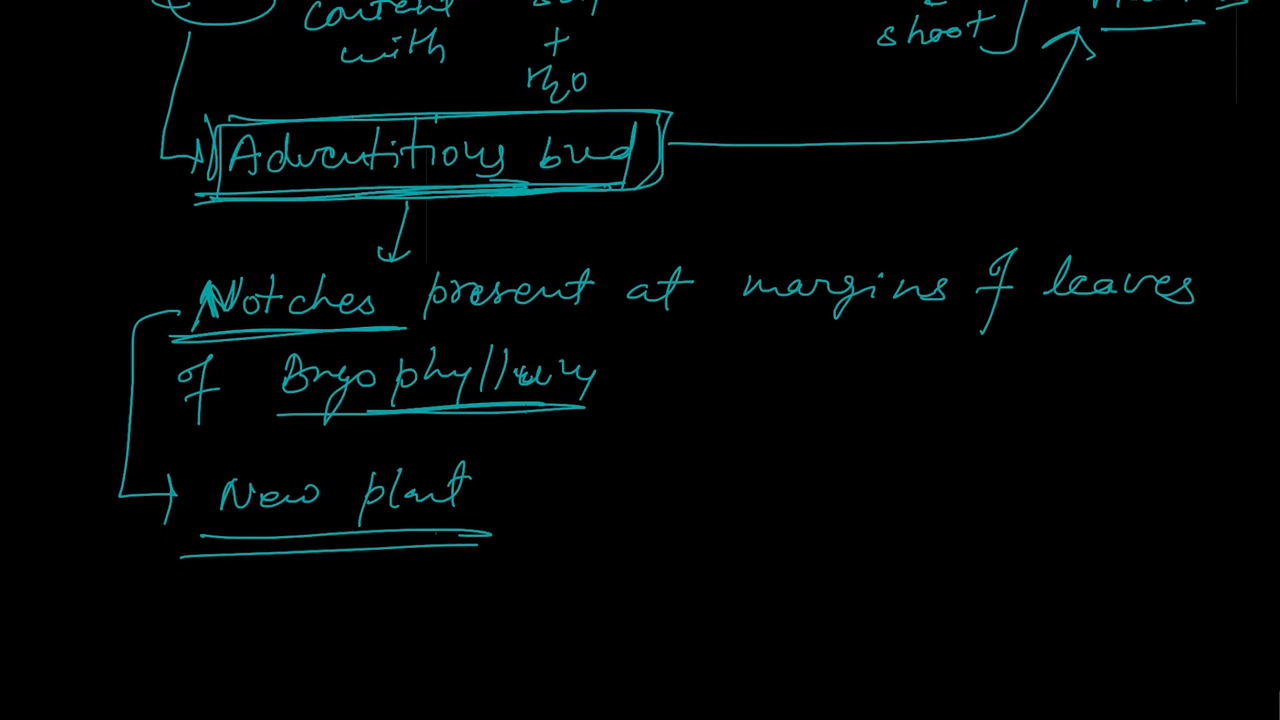 content
with
+
H2O
shoot
Adventitious bud
Notches present at margins of leaves
of Bryophyllum
New plant